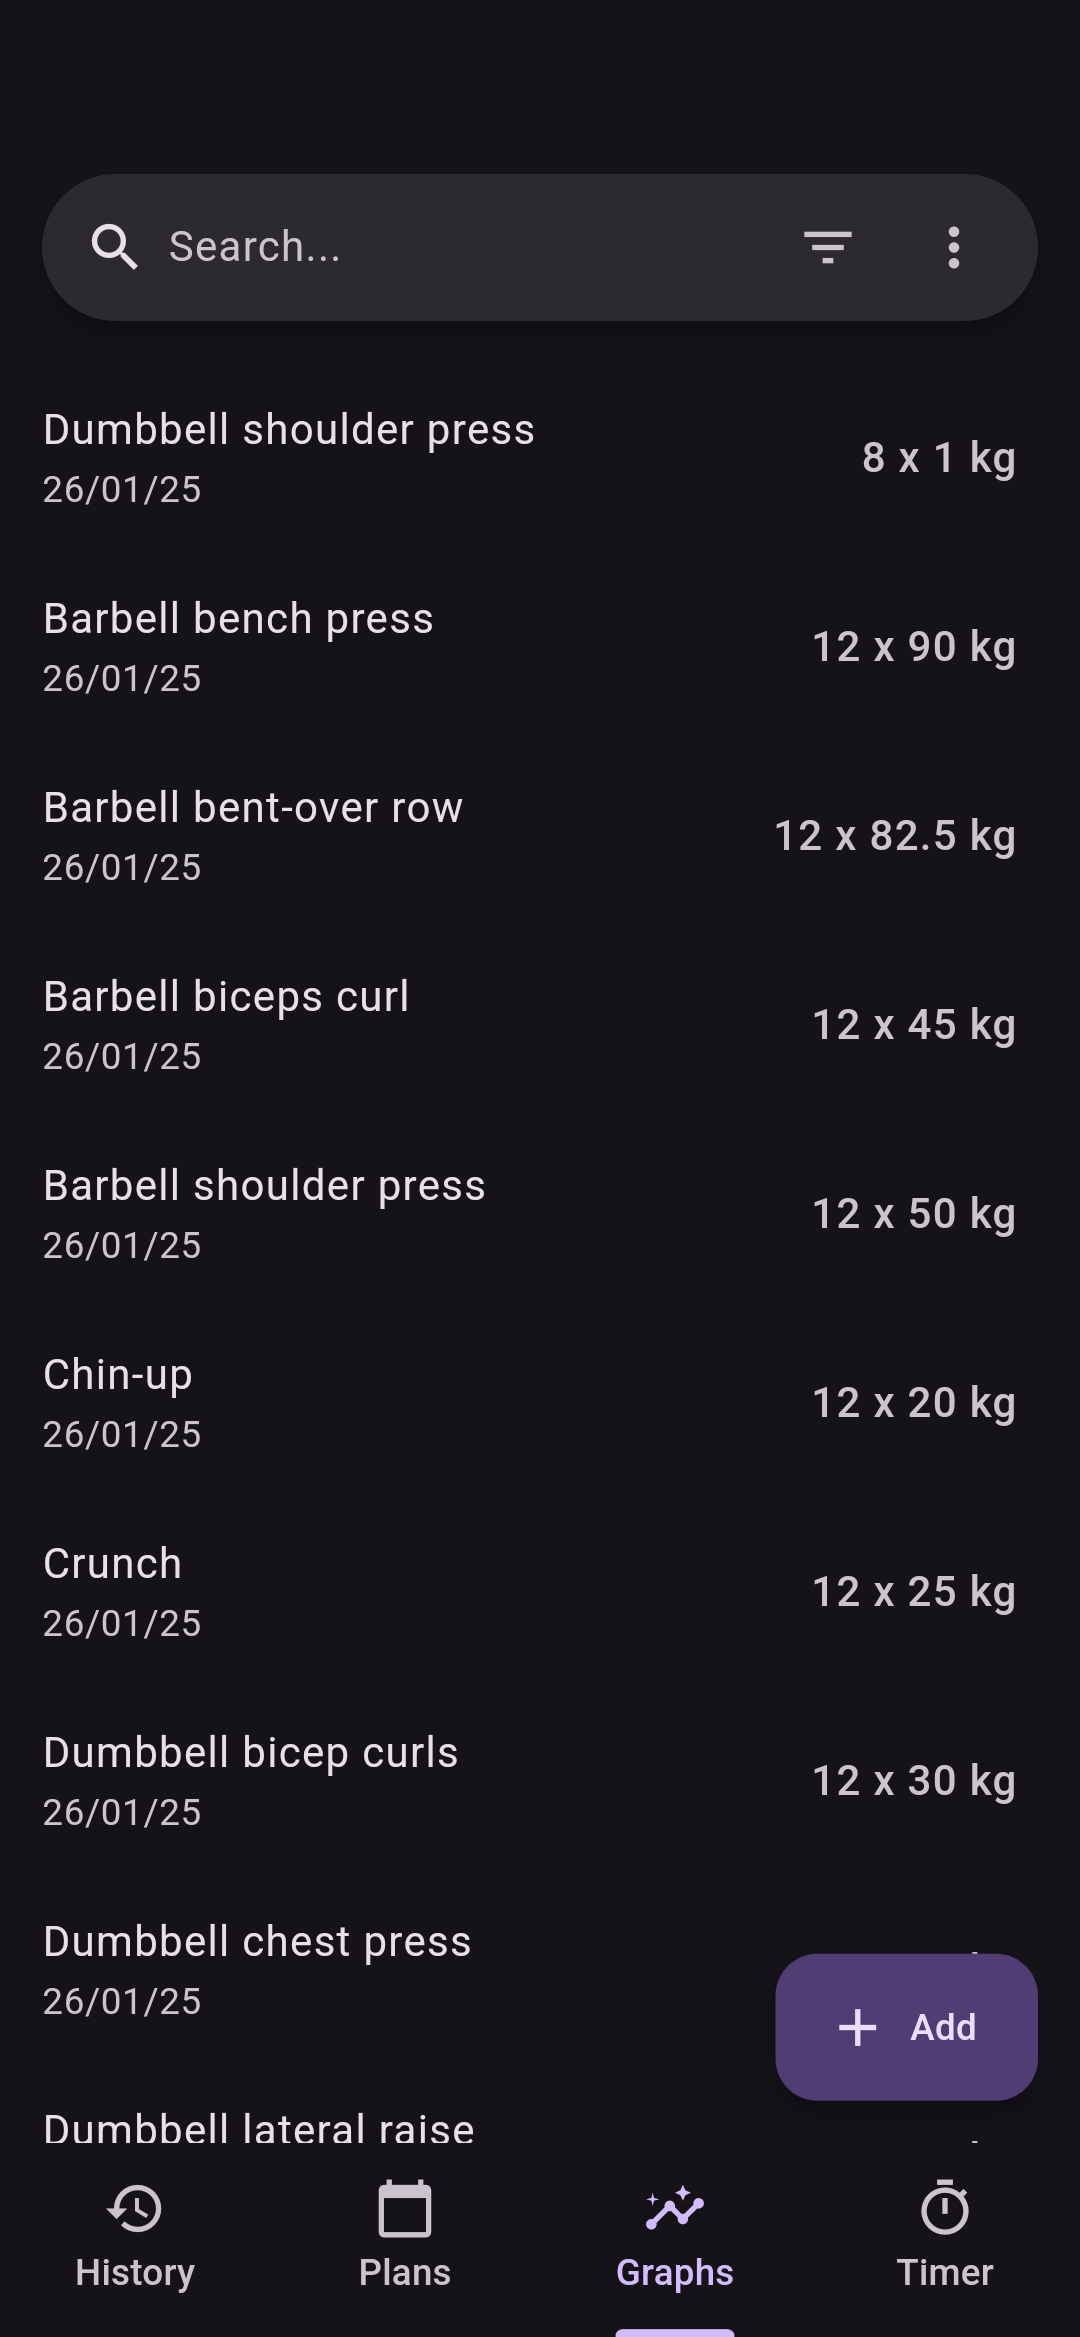 Search...
Dumbbell shoulder press
8 x 1 kg
26/01/25
Barbell bench press
12 x 90 kg
26/01/25
Barbell bent-over row
12 x 82.5 kg
26/01/25
Barbell biceps curl
12 x 45 kg
26/01/25
Barbell shoulder press
12 x 50 kg
26/01/25
Chin-up
12 x 20 kg
26/01/25
Crunch
12 x 25 kg
26/01/25
Dumbbell bicep curls
12 x 30 kg
26/01/25
Dumbbell chest press
26/01/25
Add
Dumbbell lateral raise
History
Plans
Graphs
Timer